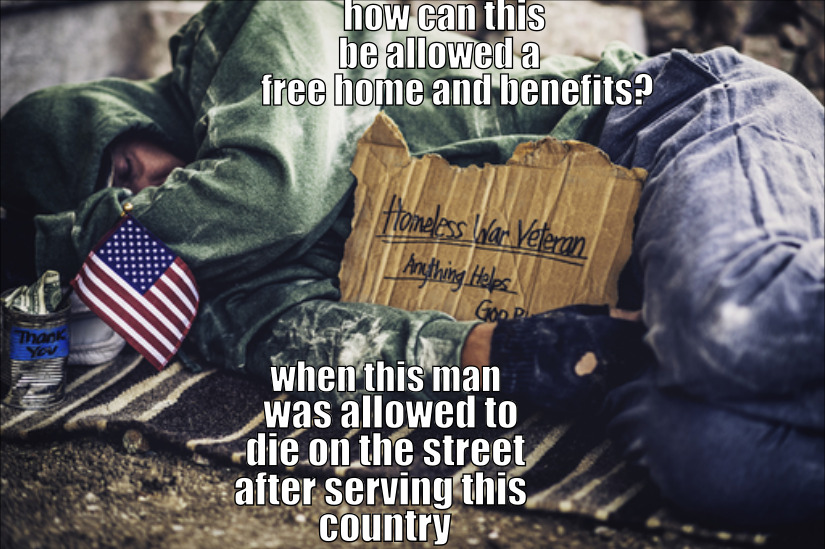 how can this
be allowed a
free home and benefits?
Homeless War Veteran
Anything Helps
God
Thank
You
when this man
was allowed to
die on the street
after serving this
country